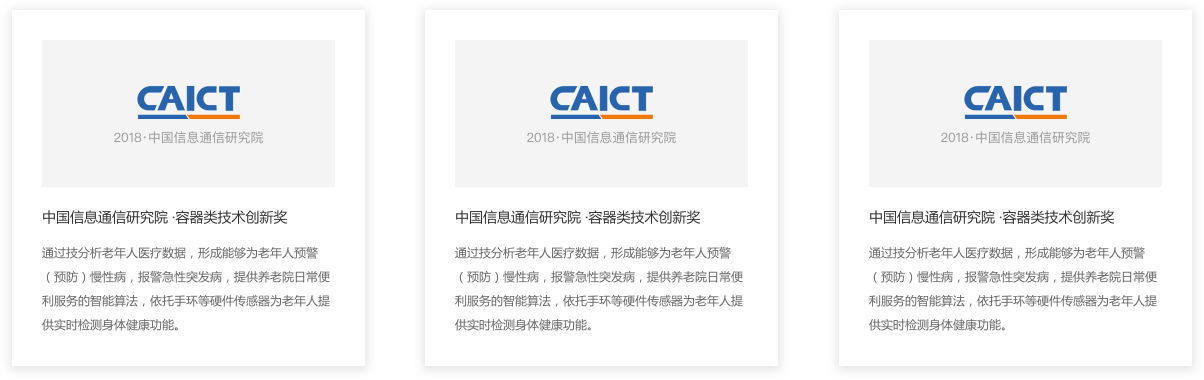 CAICT
2018·中国信息通信研究院
中国信息通信研究院 ·容器类技术创新奖
通过技分析老年人医疗数据，形成能够为老年人预警
（预防）慢性病，报警急性突发病，提供养老院日常便
利服务的智能算法，依托手环等硬件传感器为老年人提
供实时检测身体健康功能。
CAICT
2018·中国信息通信研究院
中国信息通信研究院 ·容器类技术创新奖
通过技分析老年人医疗数据，形成能够为老年人预警
（预防）慢性病，报警急性突发病，提供养老院日常便
利服务的智能算法，依托手环等硬件传感器为老年人提
供实时检测身体健康功能。
CAICT
2018·中国信息通信研究院
中国信息通信研究院 ·容器类技术创新奖
通过技分析老年人医疗数据，形成能够为老年人预警
（预防）慢性病，报警急性突发病，提供养老院日常便
利服务的智能算法，依托手环等硬件传感器为老年人提
供实时检测身体健康功能。